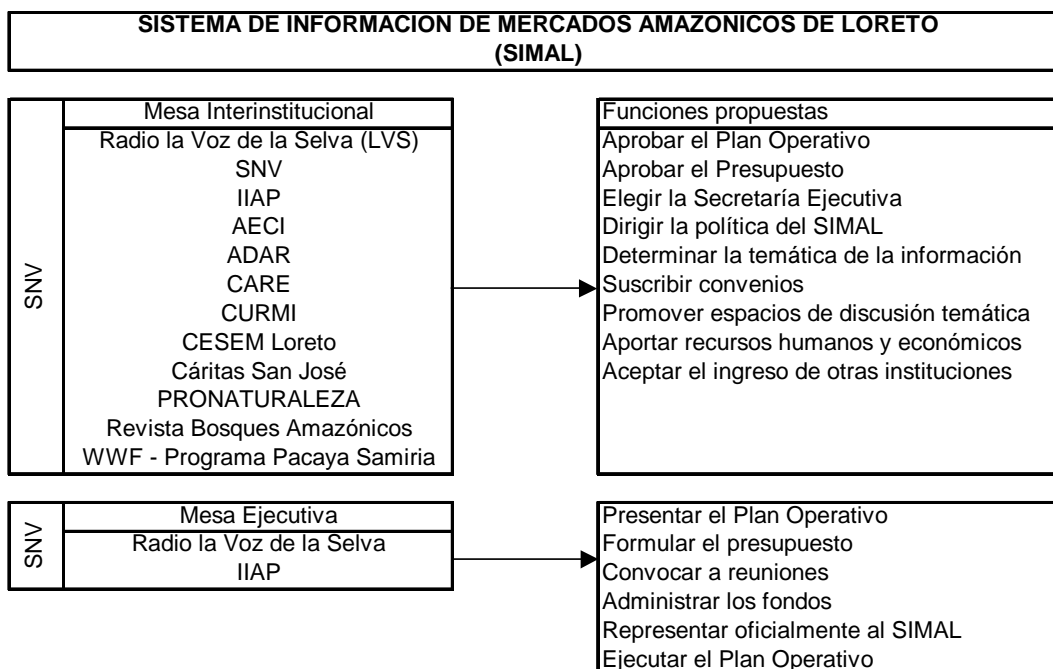 SISTEMA DE INFORMACION DE MERCADOS AMAZONICOS DE LORETO
(SIMAL)
SNV
Mesa Interinstitucional
Radio la Voz de la Selva (LVS)
SNV
IIAP
AECI
ADAR
CARE
CURMI
CESEM Loreto
Cáritas San José
PRONATURALEZA
Revista Bosques Amazónicos
WWF - Programa Pacaya Samiria
Funciones propuestas
Aprobar el Plan Operativo
Aprobar el Presupuesto
Elegir la Secretaría Ejecutiva
Dirigir la política del SIMAL
Determinar la temática de la información
Suscribir convenios
Promover espacios de discusión temática
Aportar recursos humanos y económicos
Aceptar el ingreso de otras instituciones
SNV
Mesa Ejecutiva
Radio la Voz de la Selva
IIAP
Presentar el Plan Operativo
Formular el presupuesto
Convocar a reuniones
Administrar los fondos
Representar oficialmente al SIMAL
Ejecutar el Plan Operativo